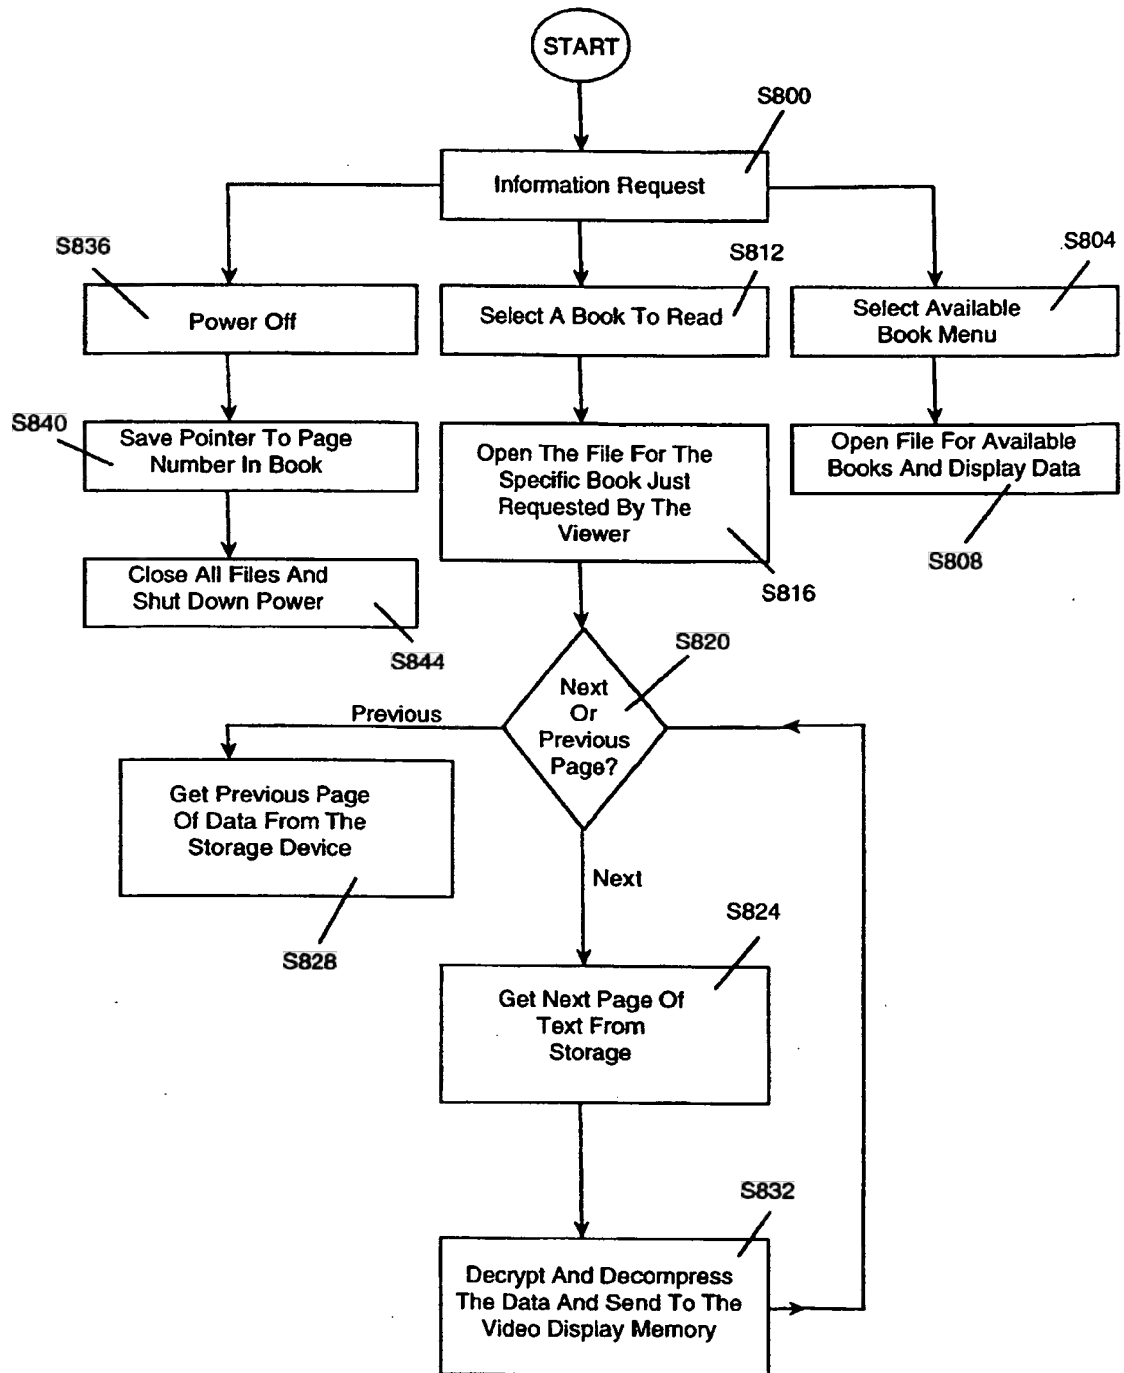 START
S800
Information Request
S836
S812
S804
Power Off
Select A Book To Read
Select Available
Book Menu
S840
Save Pointer To Page
Number In Book
Open The File For The
Specific Book Just
Requested By The
Viewer
Open File For Available
Books And Display Data
S808
Close All Files And
Shut Down Power
S816
S844
S820
Next
Or
Previous
Page?
Previous
Get Previous Page
Of Data From The
Storage Device
Next
S828
S824
Get Next Page Of
Text From
Storage
S832
Decrypt And Decompress
The Data And Send To The
Video Display Memory